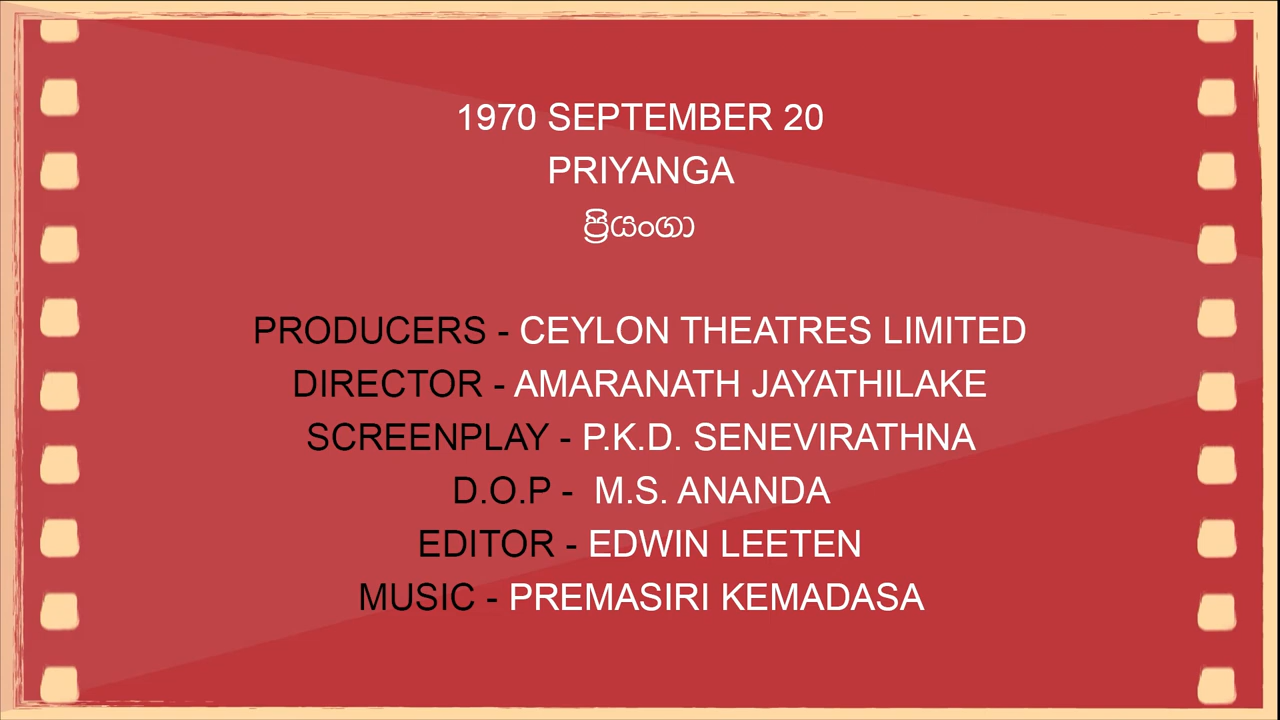 1970 SEPTEMBER 20
PRIYANGA
ප්‍රියංගා
PRODUCERS - CEYLON THEATRES LIMITED
DIRECTOR - AMARANATH JAYATHILAKE
SCREENPLAY - P.K.D. SENEVIRATHNA
D.O.P - M.S. ANANDA
EDITOR - EDWIN LEETEN
MUSIC - PREMASIRI KEMADASA